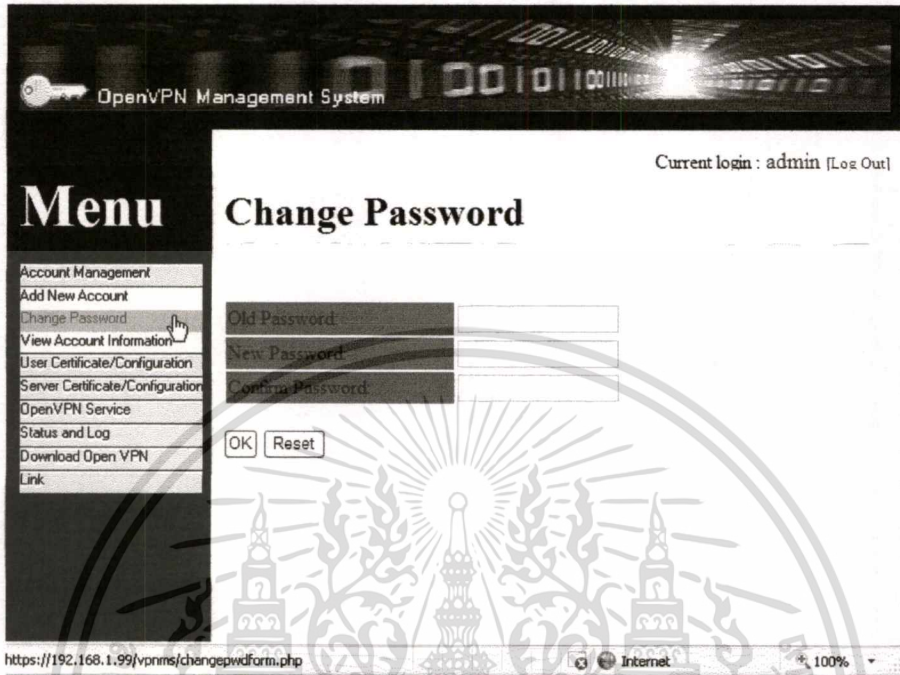 OpenVPN Management System
Current login : admin [Log Out]
Menu
Change Password
Account Management
Add New Account
Change Password
View Account Information
User Certificate/Configuration
Server Certificate/Configuration
OpenVPN Service
Status and Log
Download Open VPN
Link
Old Password:
New Password:
Confirm Password:
OK Reset
https://192.168.1.99/vpnms/changepwdform.php
Internet
100%